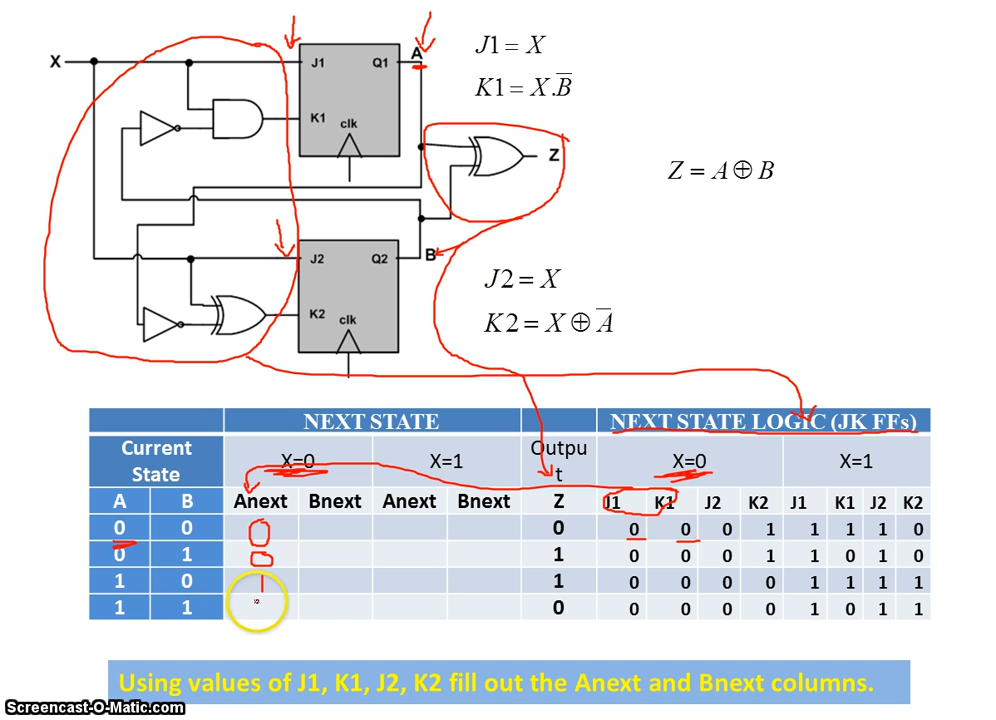 X
J1
Q1
A
K1
clk
J1 = X
K1 = X.B̅
Z
Z = A ⊕ B
J2
Q2
B
K2
clk
J2 = X
K2 = X ⊕ A̅
NEXT STATE
NEXT STATE LOGIC (JK FFs)
Current State
X=0
X=1
Outpu
t
X=0
X=1
A B Anext Bnext Anext Bnext Z J1 K1 J2 K2 J1 K1 J2 K2
0 0 0 0 0 0 0 1 1 1 1 0
0 1 0 1 0 0 0 1 1 0 1 0
1 0 1 1 0 0 0 0 1 1 1 1
1 1 0 0 0 0 0 1 0 1 1
Using values of J1, K1, J2, K2 fill out the Anext and Bnext columns.
Screencast-O-Matic.com